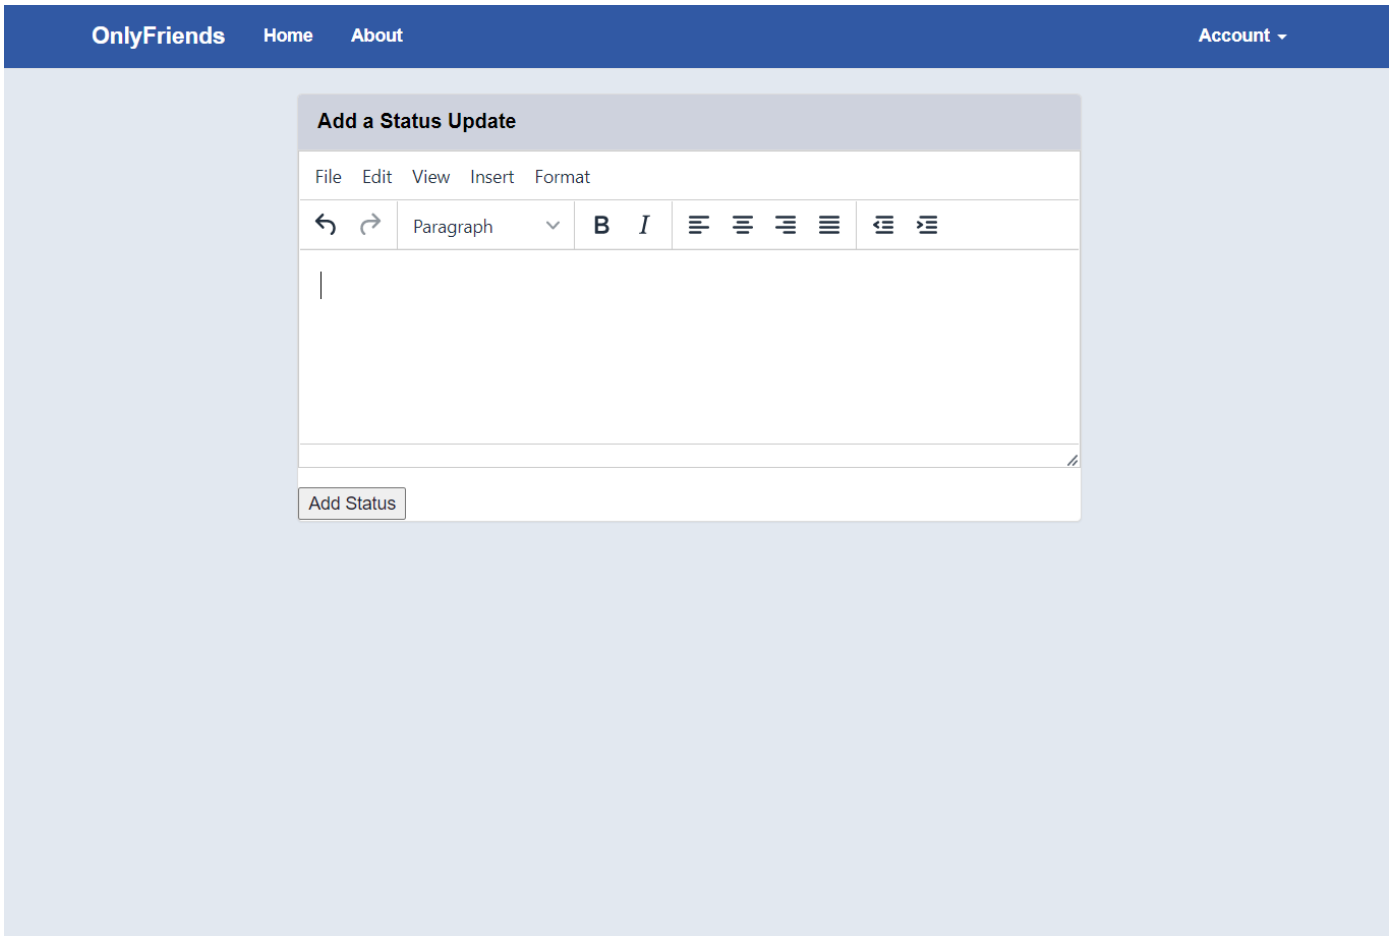 OnlyFriends Home About Account
Add a Status Update
File Edit View Insert Format
Paragraph B I
Add Status